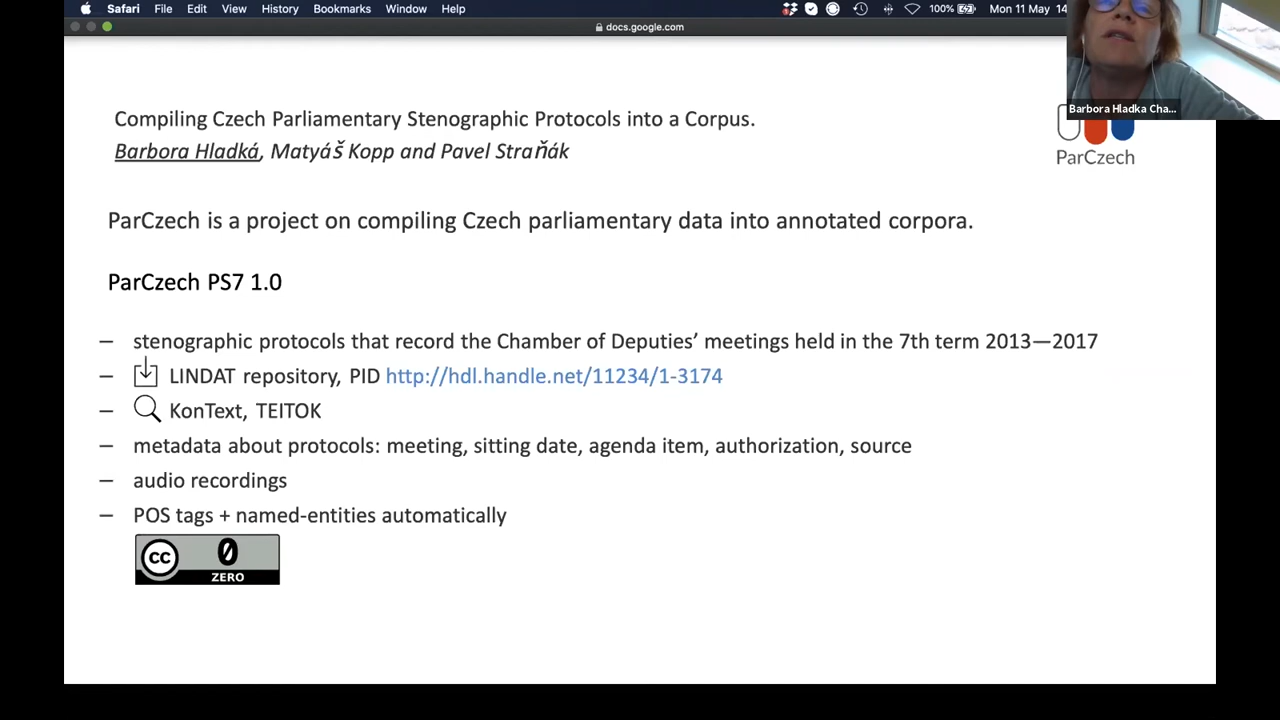 Safari File Edit View History Bookmarks Window Help 100% Mon 11 May 14
docs.google.com
Barbora Hladka Cha...
Compiling Czech Parliamentary Stenographic Protocols into a Corpus.
Barbora Hladká, Matyáš Kopp and Pavel Straňák
ParCzech
ParCzech is a project on compiling Czech parliamentary data into annotated corpora.
ParCzech PS7 1.0
– stenographic protocols that record the Chamber of Deputies’ meetings held in the 7th term 2013—2017
– LINDAT repository, PID http://hdl.handle.net/11234/1-3174
– KonText, TEITOK
– metadata about protocols: meeting, sitting date, agenda item, authorization, source
– audio recordings
– POS tags + named-entities automatically
cc 0
ZERO